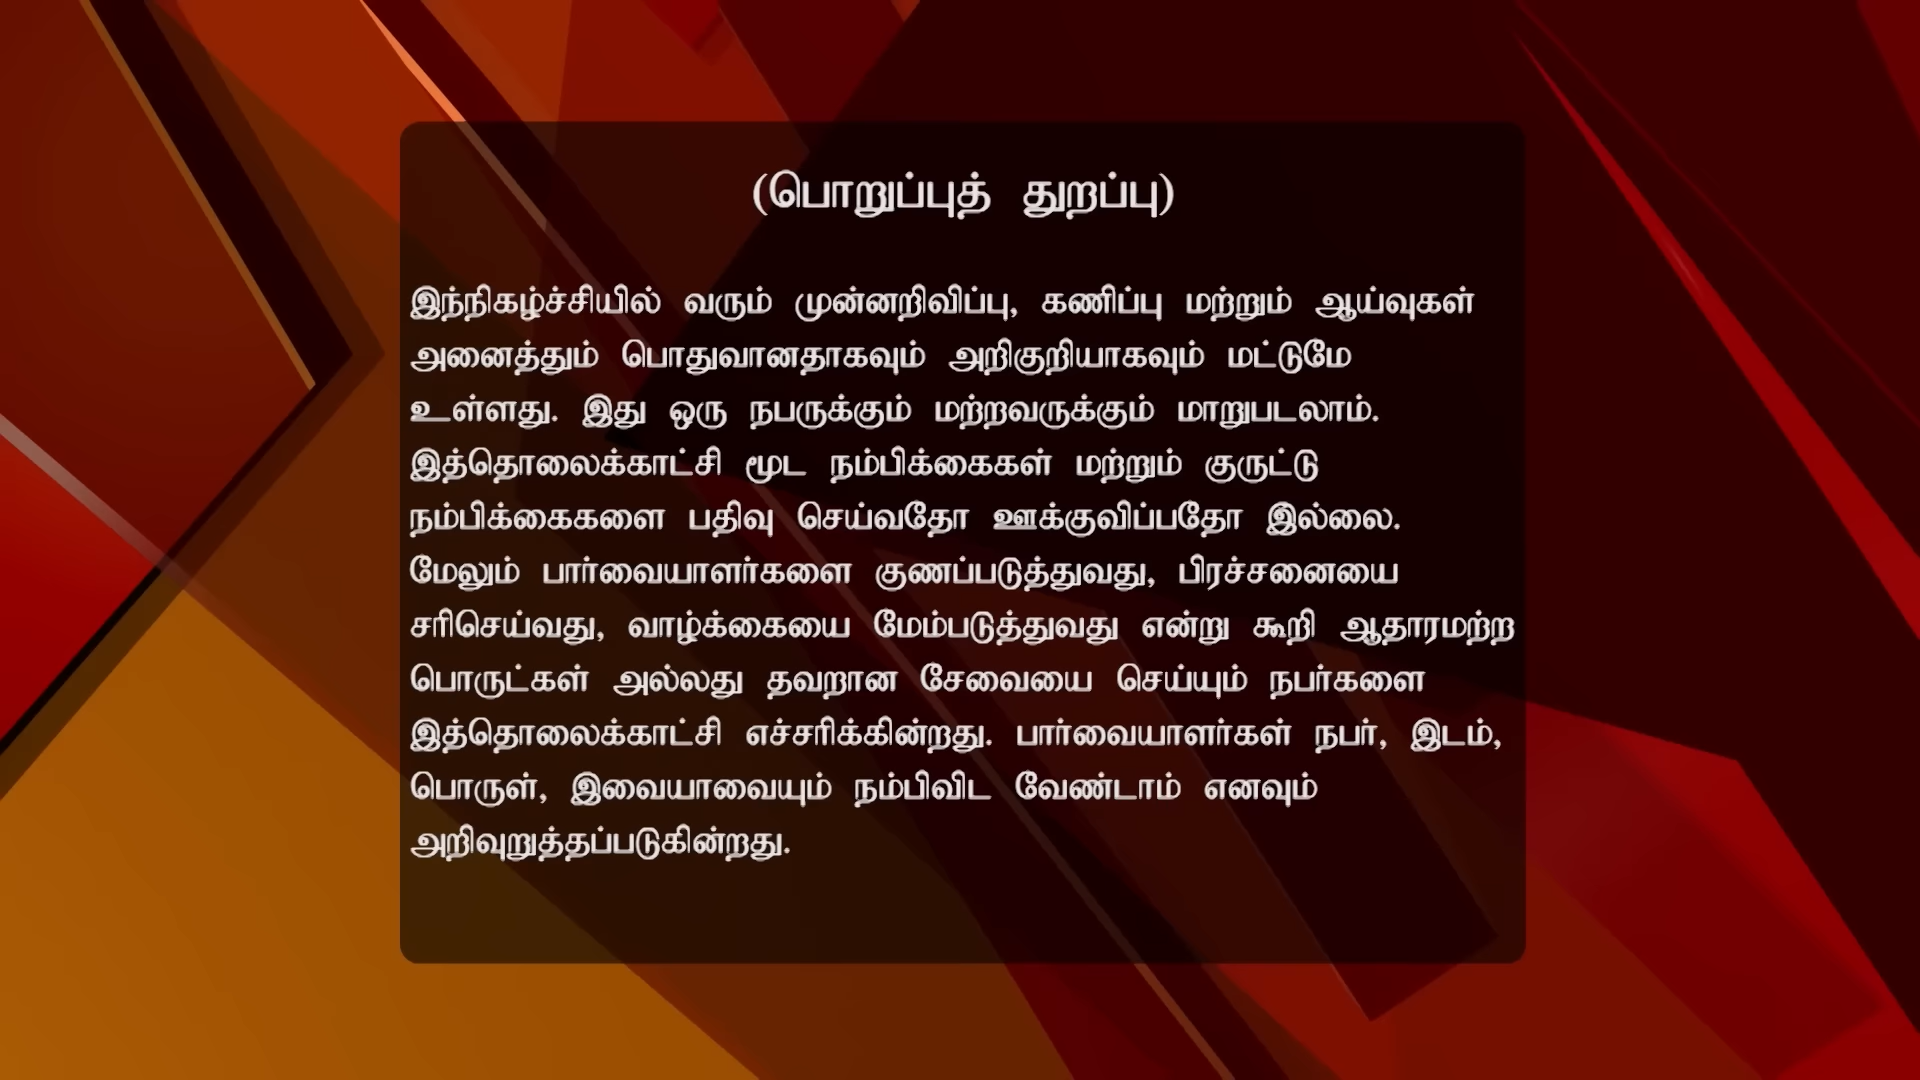 (பொறுப்புத் துறப்பு)
இந்நிகழ்ச்சியில் வரும் முன்னறிவிப்பு, கணிப்பு மற்றும் ஆய்வுகள்
அனைத்தும் பொதுவானதாகவும் அறிகுறியாகவும் மட்டுமே
உள்ளது. இது ஒரு நபருக்கும் மற்றவருக்கும் மாறுபடலாம்.
இத்தொலைக்காட்சி மூட நம்பிக்கைகள் மற்றும் குருட்டு
நம்பிக்கைகளை பதிவு செய்வதோ ஊக்குவிப்பதோ இல்லை.
மேலும் பார்வையாளர்களை குணப்படுத்துவது, பிரச்சனையை
சரிசெய்வது, வாழ்க்கையை மேம்படுத்துவது என்று கூறி ஆதாரமற்ற
பொருட்கள் அல்லது தவறான சேவையை செய்யும் நபர்களை
இத்தொலைக்காட்சி எச்சரிக்கின்றது. பார்வையாளர்கள் நபர், இடம்,
பொருள், இவையாவையும் நம்பிவிட வேண்டாம் எனவும்
அறிவுறுத்தப்படுகின்றது.